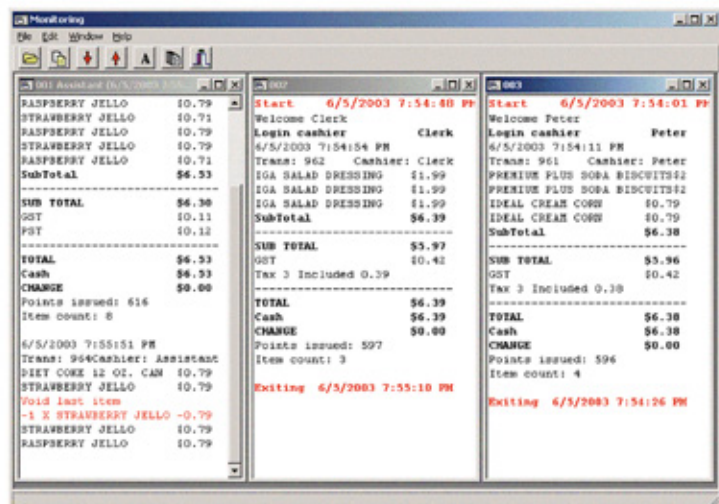 Monitoring
File Edit Window Help
A
001 Assistant (6/5/2003
RASPBERRY JELLO $0.79
STRAWBERRY JELLO $0.71
RASPBERRY JELLO $0.79
STRAWBERRY JELLO $0.79
RASPBERRY JELLO $0.71
SubTotal $6.53
SUB TOTAL $6.30
GST $0.11
PST $0.12
TOTAL $6.53
Cash $6.53
CHANGE $0.00
Points issued: 616
Item count: 8
6/5/2003 7:55:51 PM
Trans: 964Cashier: Assistant
DIET COKE 12 OZ. CAN $0.79
STRAWBERRY JELLO $0.79
Void last item
-1 X STRAWBERRY JELLO -0.79
STRAWBERRY JELLO $0.79
RASPBERRY JELLO $0.79
002
Start 6/5/2003 7:54:48 PM
Welcome Clerk
Login cashier Clerk
6/5/2003 7:54:54 PM
Trans: 962 Cashier: Clerk
IGA SALAD DRESSING $1.99
IGA SALAD DRESSING $1.99
IGA SALAD DRESSING $1.99
SubTotal $6.39
SUB TOTAL $5.97
GST $0.42
Tax 3 Included 0.39
TOTAL $6.39
Cash $6.39
CHANGE $0.00
Points issued: 597
Item count: 3
Exiting 6/5/2003 7:55:10 PM
003
Start 6/5/2003 7:54:01 PM
Welcome Peter
Login cashier Peter
6/5/2003 7:54:11 PM
Trans: 961 Cashier: Peter
PREMIUM PLUS SODA BISCUITS$2
PREMIUM PLUS SODA BISCUITS$2
IDEAL CREAM CORN $0.79
IDEAL CREAM CORN $0.79
SubTotal $6.38
SUB TOTAL $5.96
GST $0.42
Tax 3 Included 0.38
TOTAL $6.38
Cash $6.38
CHANGE $0.00
Points issued: 596
Item count: 4
Exiting 6/5/2003 7:54:26 PM